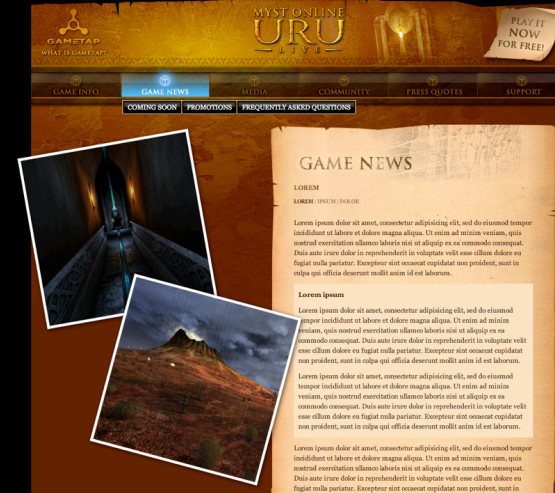 MYST ONLINE
URU
LIVE
GAMETAP
WHAT IS GAMETAP?
PLAY IT
NOW
FOR FREE!
GAME INFO
GAME NEWS
MEDIA
COMMUNITY
PRESS QUOTES
SUPPORT
COMING SOON
PROMOTIONS
FREQUENTLY ASKED QUESTIONS
GAME NEWS
LOREM
LOREM | IPSUM | DOLOR
Lorem ipsum dolor sit amet, consectetur adipisicing elit, sed do eiusmod tempor
incididunt ut labore et dolore magna aliqua. Ut enim ad minim veniam, quis
nostrud exercitation ullamco laboris nisi ut aliquip ex ea commodo consequat.
Duis aute irure dolor in reprehenderit in voluptate velit esse cillum dolore eu
fugiat nulla pariatur. Excepteur sint occaecat cupidatat non proident, sunt in
culpa qui officia deserunt mollit anim id est laborum.
Lorem ipsum
Lorem ipsum dolor sit amet, consectetur adipisicing elit, sed do eiusmod
tempor incididunt ut labore et dolore magna aliqua. Ut enim ad minim
veniam, quis nostrud exercitation ullamco laboris nisi ut aliquip ex ea
commodo consequat. Duis aute irure dolor in reprehenderit in voluptate velit
esse cillum dolore eu fugiat nulla pariatur. Excepteur sint occaecat cupidatat
non proident, sunt in culpa qui officia deserunt mollit anim id est laborum.
Lorem ipsum dolor sit amet, consectetur adipisicing elit, sed do eiusmod
tempor incididunt ut labore et dolore magna aliqua. Ut enim ad minim
veniam, quis nostrud exercitation ullamco laboris nisi ut aliquip ex ea
commodo consequat. Duis aute irure dolor in reprehenderit in voluptate velit
esse cillum dolore eu fugiat nulla pariatur. Excepteur sint occaecat cupidatat
non proident, sunt in culpa qui officia deserunt mollit anim id est laborum.
Lorem ipsum dolor sit amet, consectetur adipisicing elit, sed do eiusmod tempor
incididunt ut labore et dolore magna aliqua. Ut enim ad minim veniam, quis
nostrud exercitation ullamco laboris nisi ut aliquip ex ea commodo consequat.
Duis aute irure dolor in reprehenderit in voluptate velit esse cillum dolore eu
fugiat nulla pariatur. Excepteur sint occaecat cupidatat non proident, sunt in